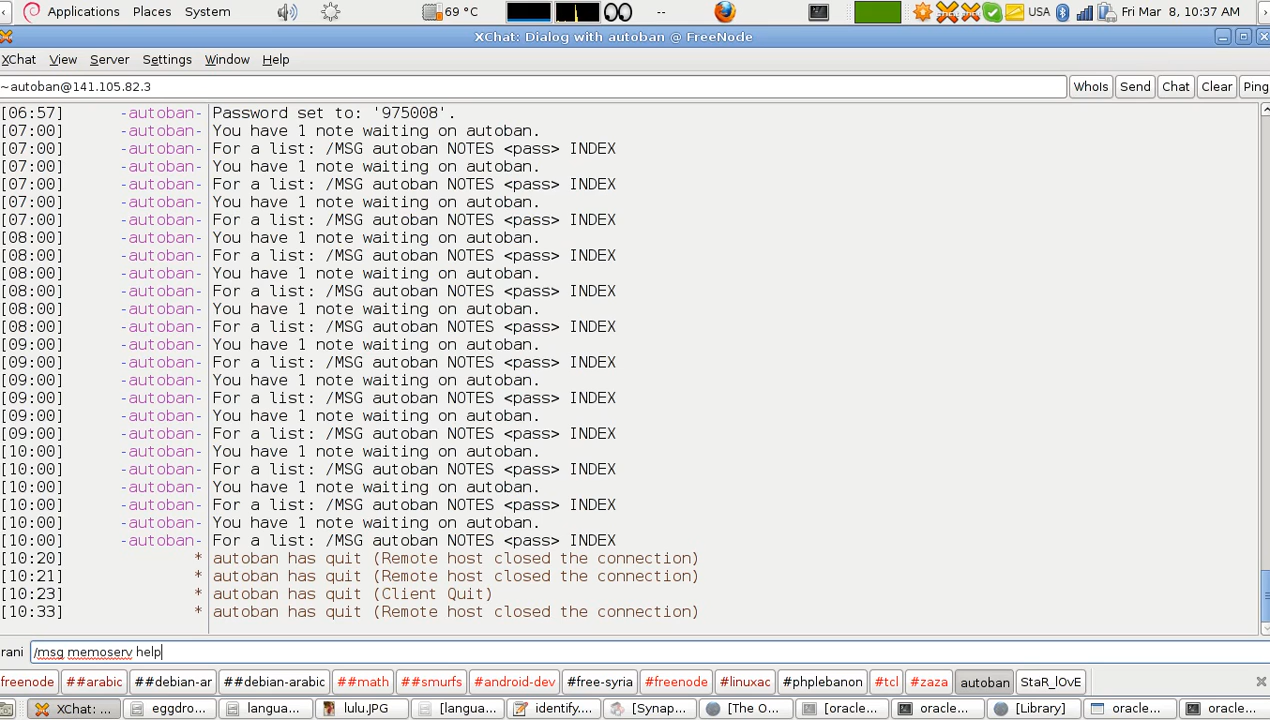 Applications Places System 69 °C -- USA Fri Mar 8, 10:37 AM
XChat: Dialog with autoban @ FreeNode
XChat View Server Settings Window Help
~autoban@141.105.82.3 WhoIs Send Chat Clear Ping
[06:57] -autoban- Password set to: '975008'.
[07:00] -autoban- You have 1 note waiting on autoban.
[07:00] -autoban- For a list: /MSG autoban NOTES <pass> INDEX
[07:00] -autoban- You have 1 note waiting on autoban.
[07:00] -autoban- For a list: /MSG autoban NOTES <pass> INDEX
[07:00] -autoban- You have 1 note waiting on autoban.
[07:00] -autoban- For a list: /MSG autoban NOTES <pass> INDEX
[08:00] -autoban- You have 1 note waiting on autoban.
[08:00] -autoban- For a list: /MSG autoban NOTES <pass> INDEX
[08:00] -autoban- You have 1 note waiting on autoban.
[08:00] -autoban- For a list: /MSG autoban NOTES <pass> INDEX
[08:00] -autoban- You have 1 note waiting on autoban.
[08:00] -autoban- For a list: /MSG autoban NOTES <pass> INDEX
[09:00] -autoban- You have 1 note waiting on autoban.
[09:00] -autoban- For a list: /MSG autoban NOTES <pass> INDEX
[09:00] -autoban- You have 1 note waiting on autoban.
[09:00] -autoban- For a list: /MSG autoban NOTES <pass> INDEX
[09:00] -autoban- You have 1 note waiting on autoban.
[09:00] -autoban- For a list: /MSG autoban NOTES <pass> INDEX
[10:00] -autoban- You have 1 note waiting on autoban.
[10:00] -autoban- For a list: /MSG autoban NOTES <pass> INDEX
[10:00] -autoban- You have 1 note waiting on autoban.
[10:00] -autoban- For a list: /MSG autoban NOTES <pass> INDEX
[10:00] -autoban- You have 1 note waiting on autoban.
[10:00] -autoban- For a list: /MSG autoban NOTES <pass> INDEX
[10:20] * autoban has quit (Remote host closed the connection)
[10:21] * autoban has quit (Remote host closed the connection)
[10:23] * autoban has quit (Client Quit)
[10:33] * autoban has quit (Remote host closed the connection)
rani /msg memoserv help
freenode ##arabic ##debian-ar ##debian-arabic ##math ##smurfs #android-dev #free-syria #freenode #linuxac #phplebanon #tcl #zaza autoban StaR_lOvE
XChat: ... eggdro... langua... lulu.JPG [langua... identify.... [Synap... [The O... [oracle... oracle... [Library] oracle... oracle...